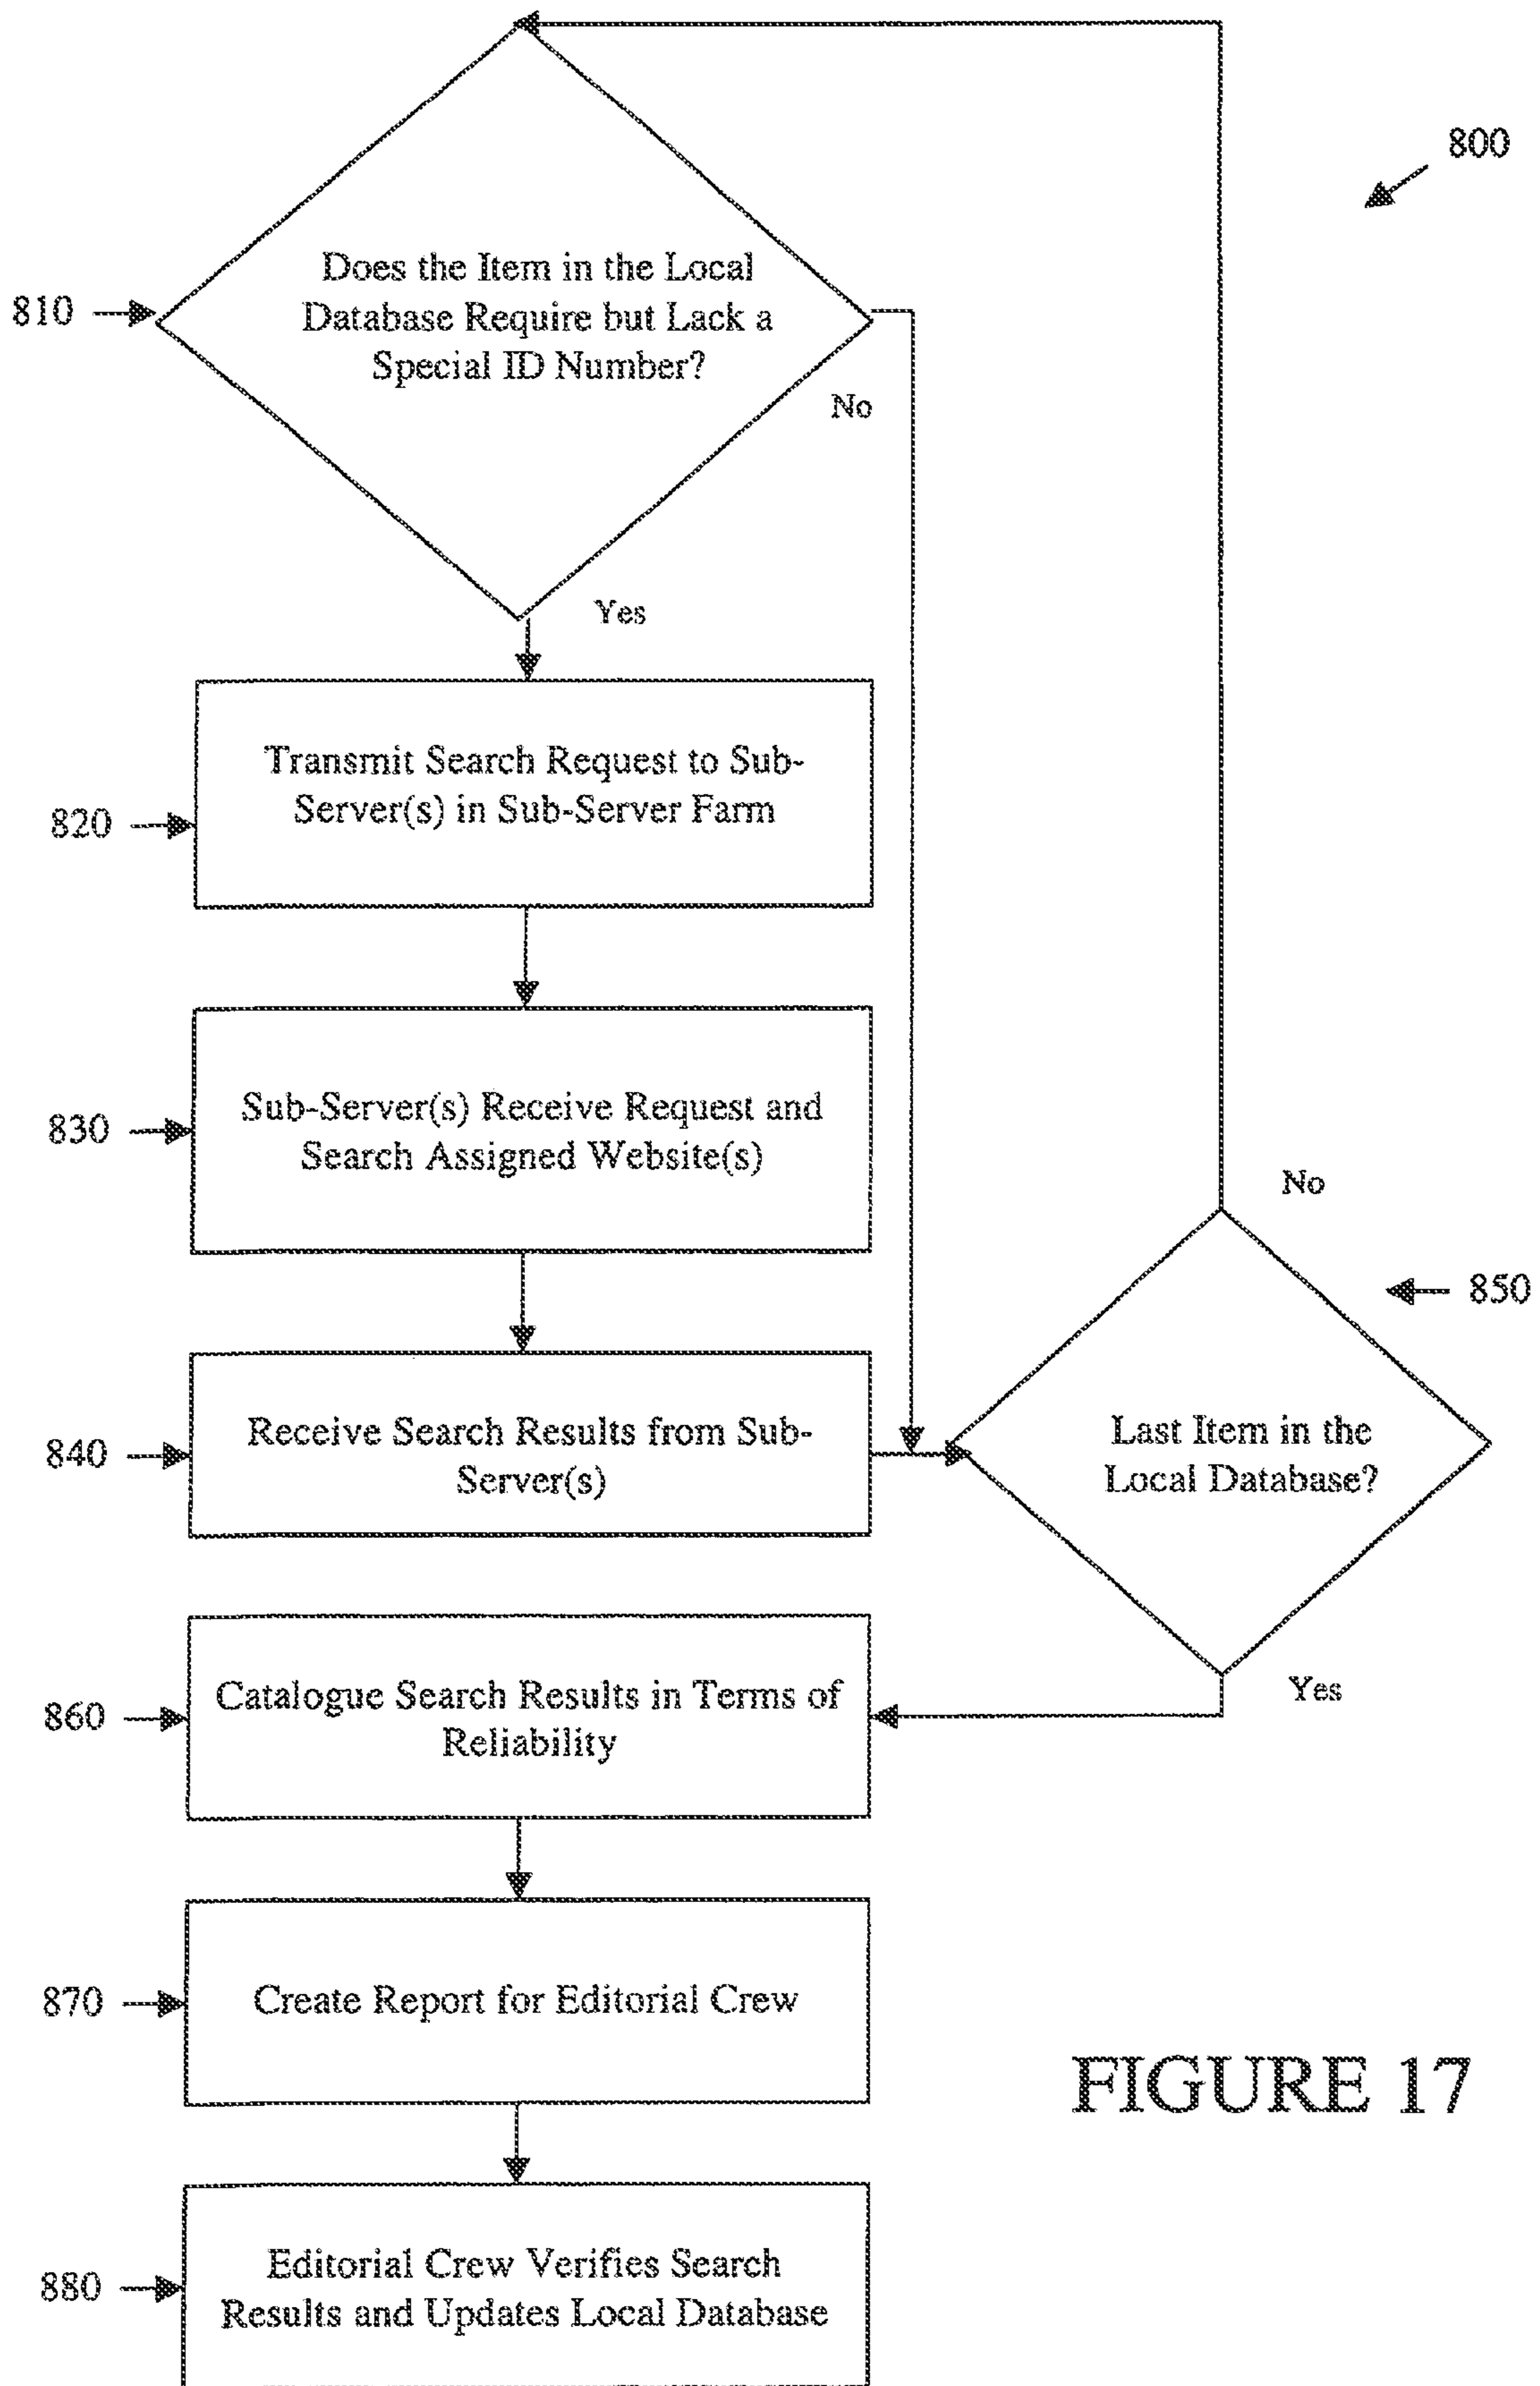 800
Does the Item in the Local
Database Require but Lack a
Special ID Number?
810
No
Yes
Transmit Search Request to Sub-
Server(s) in Sub-Server Farm
820
Sub-Server(s) Receive Request and
Search Assigned Website(s)
830
No
850
Receive Search Results from Sub-
Server(s)
840
Last Item in the
Local Database?
Yes
Catalogue Search Results in Terms of
Reliability
860
Create Report for Editorial Crew
870
FIGURE 17
Editorial Crew Verifies Search
Results and Updates Local Database
880